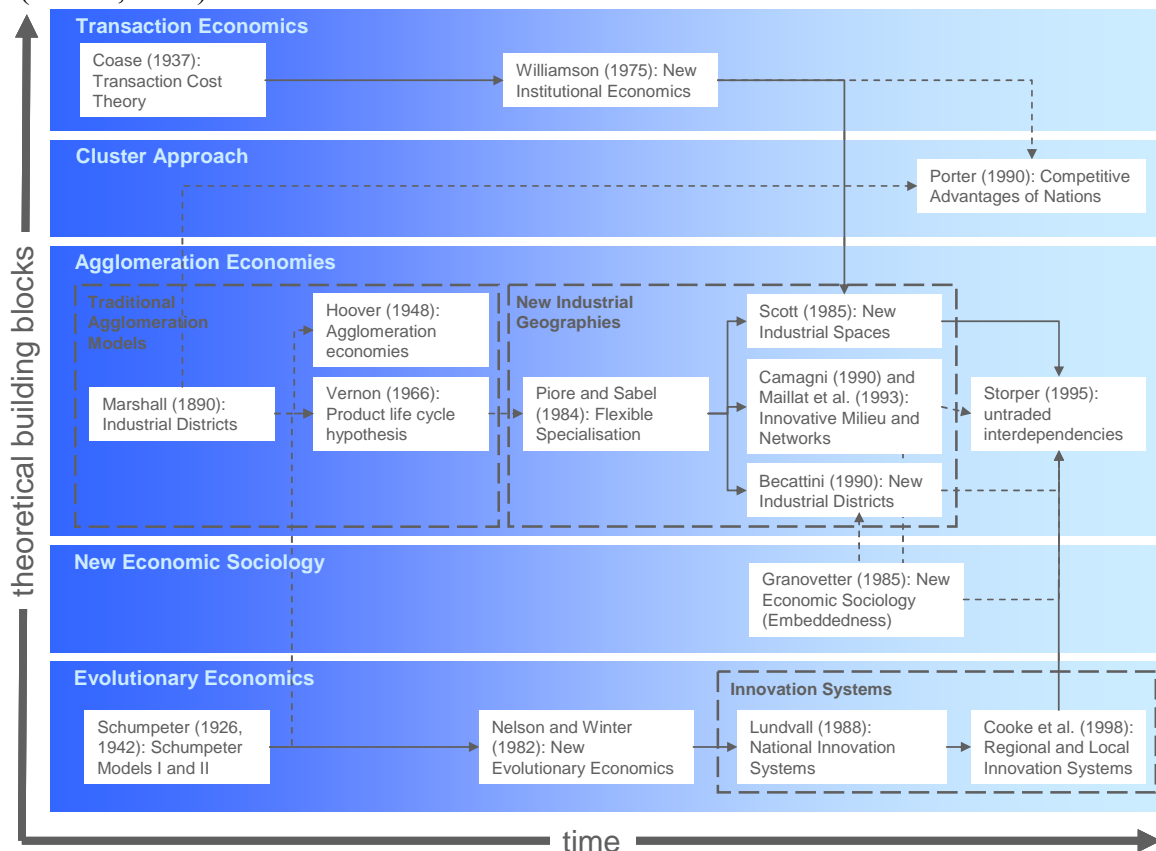 Transaction Economics
Coase (1937):
Transaction Cost
Theory
Williamson (1975): New
Institutional Economics
Cluster Approach
Porter (1990): Competitive
Advantages of Nations
Agglomeration Economies
Traditional
Agglomeration
Models
Hoover (1948):
Agglomeration
economies
New Industrial
Geographies
Scott (1985): New
Industrial Spaces
Marshall (1890):
Industrial Districts
Vernon (1966):
Product life cycle
hypothesis
Piore and Sabel
(1984): Flexible
Specialisation
Camagni (1990) and
Maillat et al. (1993):
Innovative Milieu and
Networks
Storper (1995):
untraded
interdependencies
Becattini (1990): New
Industrial Districts
New Economic Sociology
Granovetter (1985): New
Economic Sociology
(Embeddedness)
Evolutionary Economics
Innovation Systems
Schumpeter (1926,
1942): Schumpeter
Models I and II
Nelson and Winter
(1982): New
Evolutionary Economics
Lundvall (1988):
National Innovation
Systems
Cooke et al. (1998):
Regional and Local
Innovation Systems
theoretical building blocks
time